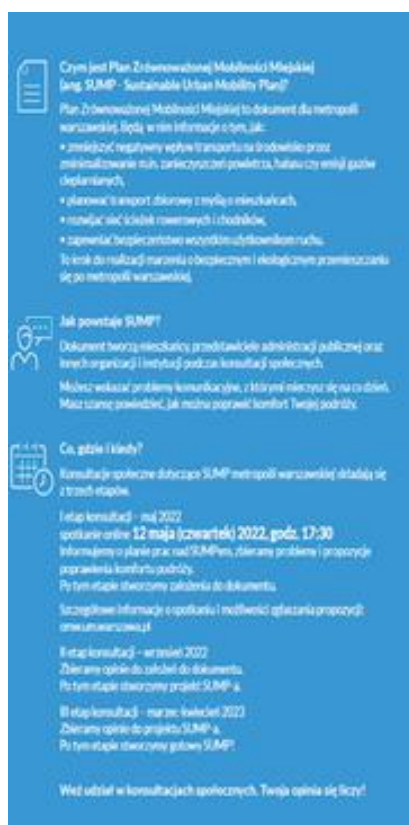 Czym jest Plan Zrównoważonej Mobilności Miejskiej
(ang. SUMP - Sustainable Urban Mobility Plan)?
Plan Zrównoważonej Mobilności Miejskiej to dokument dla metropolii
warszawskiej. Będą w nim informacje o tym, jak:
• zmniejszyć negatywny wpływ transportu na środowisko przez
zminimalizowanie m.in. zanieczyszczeń powietrza, hałasu czy emisji gazów
cieplarnianych,
• planować transport zbiorowy z myślą o mieszkańcach,
• rozwijać sieć ścieżek rowerowych i chodników,
• zapewniać bezpieczeństwo wszystkim użytkownikom ruchu.
To krok do realizacji marzenia o bezpiecznym i ekologicznym przemieszczaniu
się po metropolii warszawskiej.
Jak powstaje SUMP?
Dokument tworzą mieszkańcy, przedstawiciele administracji publicznej oraz
innych organizacji i instytucji podczas konsultacji społecznych.
Możesz wskazać problemy komunikacyjne, z którymi mierzysz się na co dzień.
Masz szansę powiedzieć, jak można poprawić komfort Twojej podróży.
Co, gdzie i kiedy?
Konsultacje społeczne dotyczące SUMP metropolii warszawskiej składają się
z trzech etapów.
I etap konsultacji - maj 2022
spotkanie online 12 maja (czwartek) 2022, godz. 17:30
Informujemy o planie prac nad SUMPem, zbieramy problemy i propozycje
poprawienia komfortu podróży.
Po tym etapie stworzymy założenia do dokumentu.
Szczegółowe informacje o spotkaniu i możliwości zgłaszania propozycji:
omw.um.warszawa.pl
II etap konsultacji - wrzesień 2022
Zbieramy opinie do założeń do dokumentu.
Po tym etapie stworzymy projekt SUMP-a.
III etap konsultacji - marzec-kwiecień 2023
Zbieramy opinie do projektu SUMP-a.
Po tym etapie stworzymy gotowy SUMP.
Weź udział w konsultacjach społecznych. Twoja opinia się liczy!